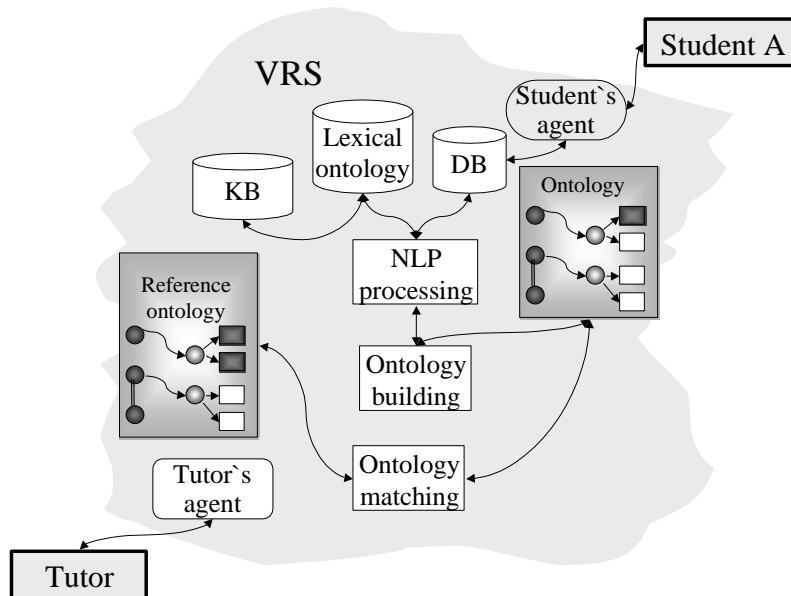 Student A
VRS
Student`s
agent
Lexical
ontology
DB
KB
Ontology
NLP
processing
Reference
ontology
Ontology
building
Ontology
matching
Tutor`s
agent
Tutor